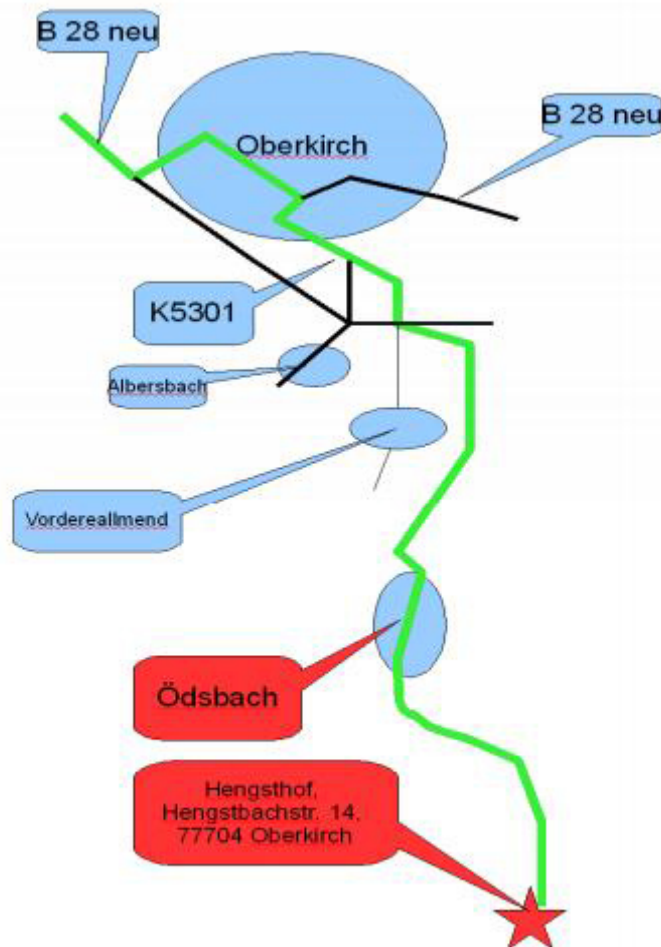 B 28 neu
Oberkirch
B 28 neu
K5301
Albersbach
Vordereallmend
Ödsbach
Hengsthof,
Hengstbachstr. 14,
77704 Oberkirch